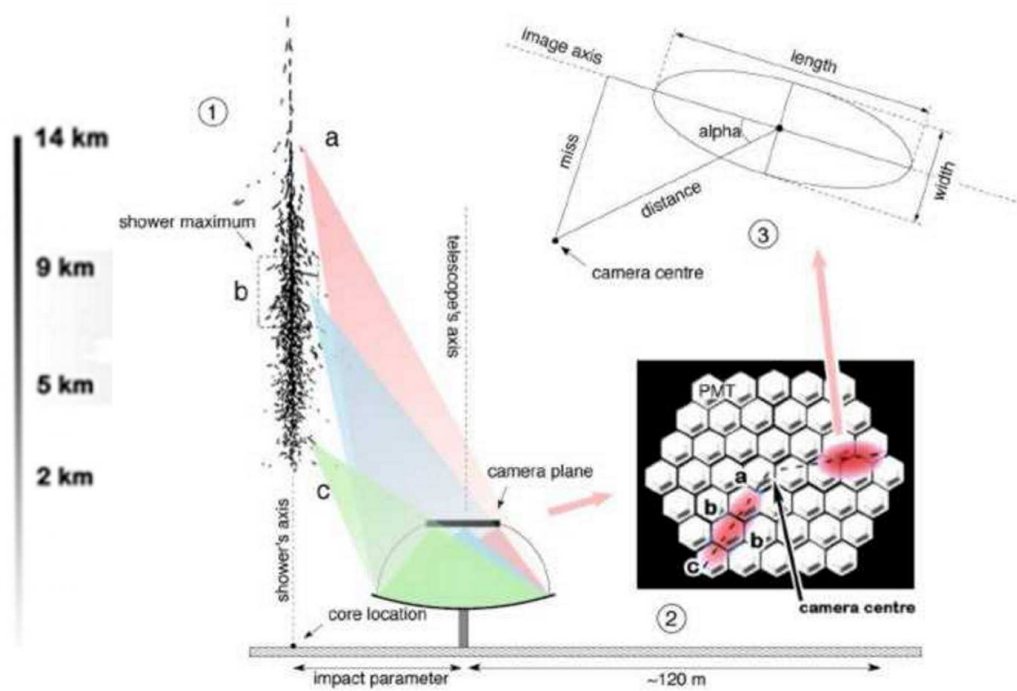 14 km
9 km
5 km
2 km
1
a
shower maximum
b
c
shower's axis
telescope's axis
camera plane
core location
impact parameter
~120 m
image axis
length
alpha
miss
distance
width
3
camera centre
PMT
a
b
b
c
camera centre
2